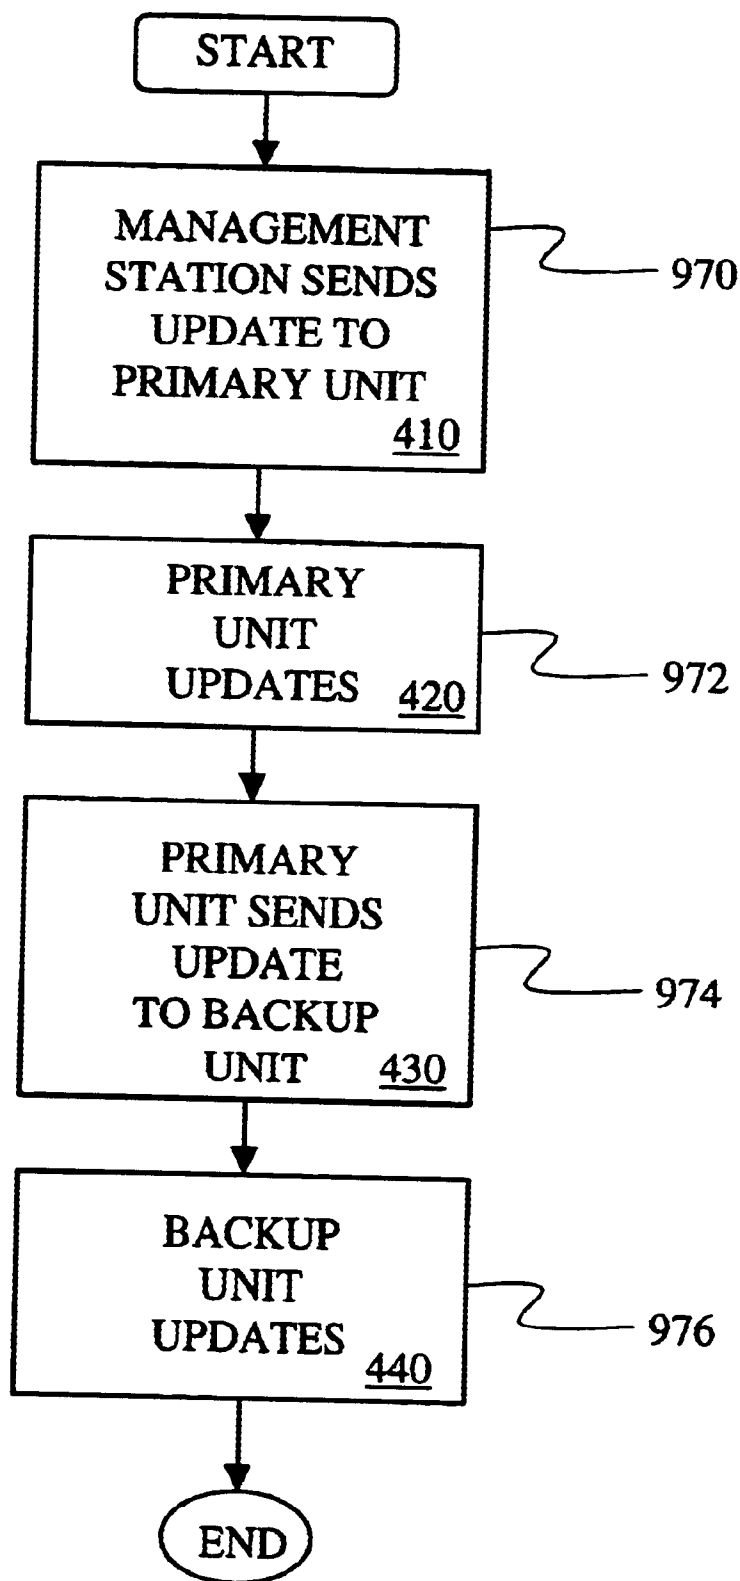 START
MANAGEMENT
STATION SENDS
UPDATE TO
PRIMARY UNIT
410
970
PRIMARY
UNIT
UPDATES
420
972
PRIMARY
UNIT SENDS
UPDATE
TO BACKUP
UNIT
430
974
BACKUP
UNIT
UPDATES
440
976
END